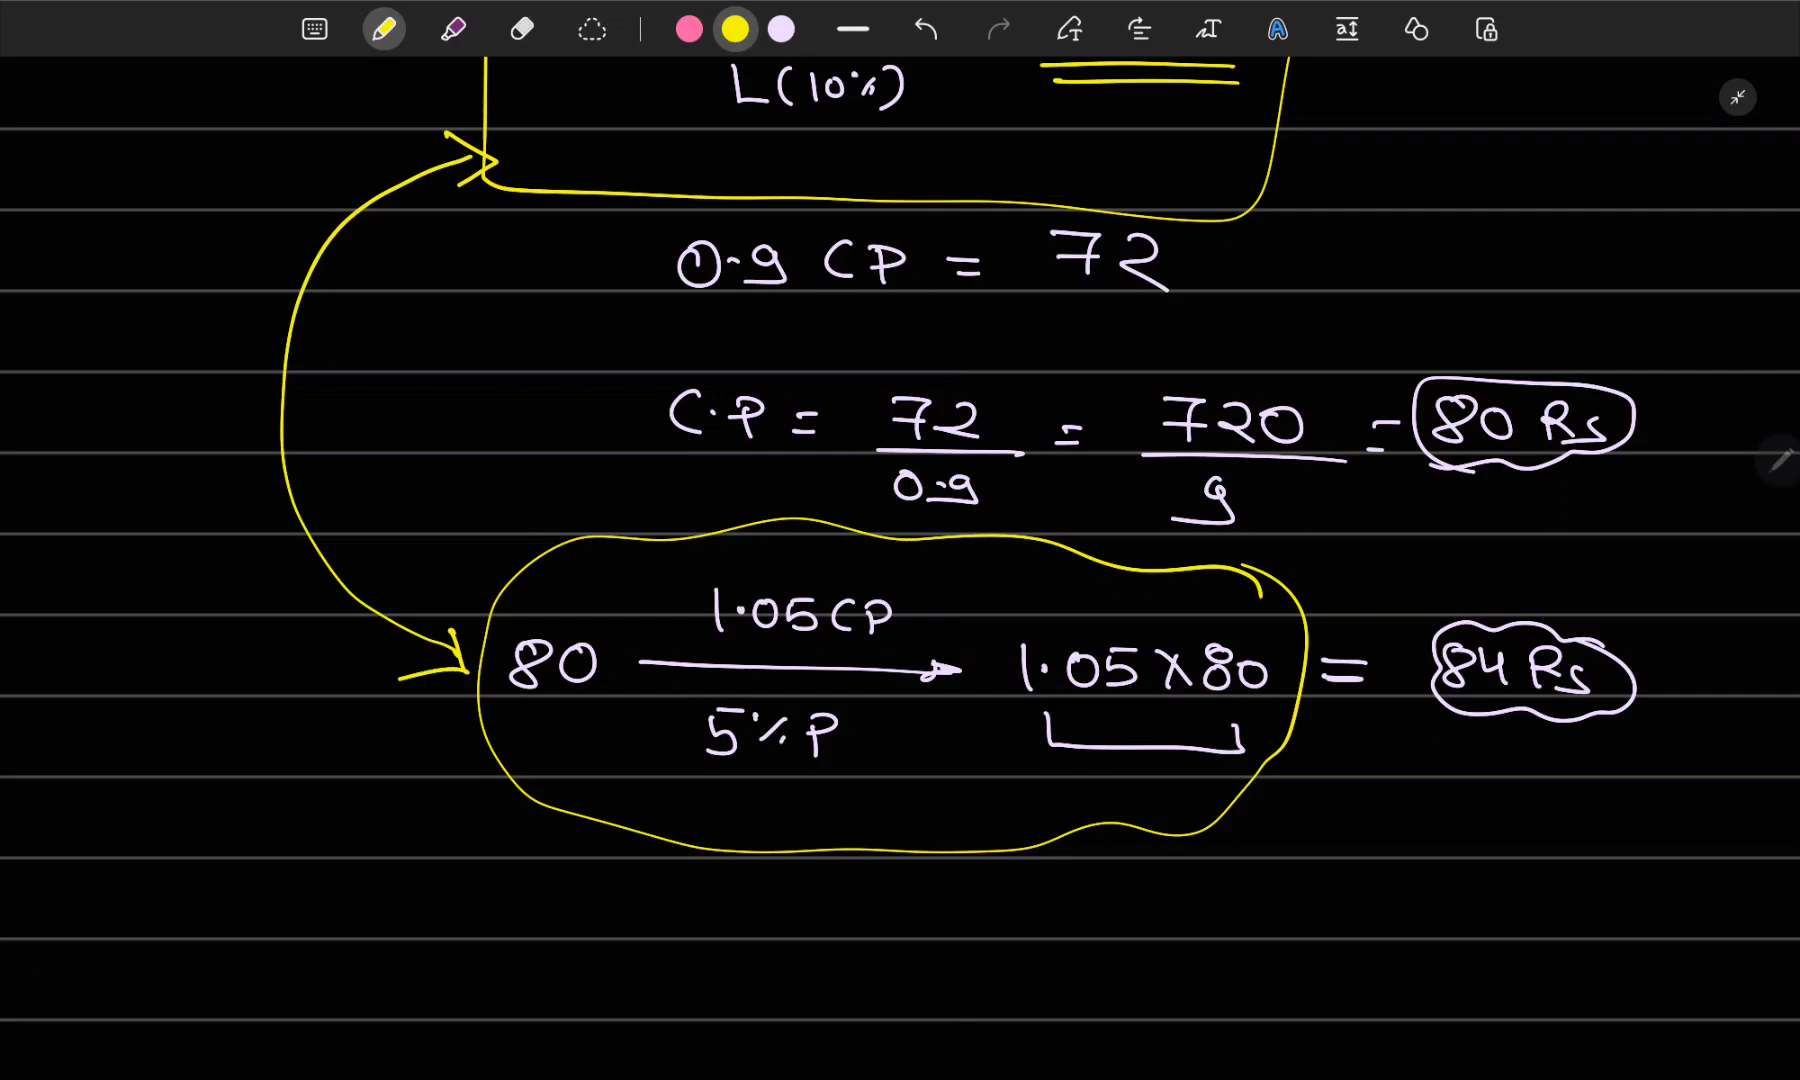 L(10%)
0.9 CP = 72
C.P = 72/0.9 = 720/9 = 80 Rs
1.05CP
80 → 1.05×80 = 84 Rs
5% P